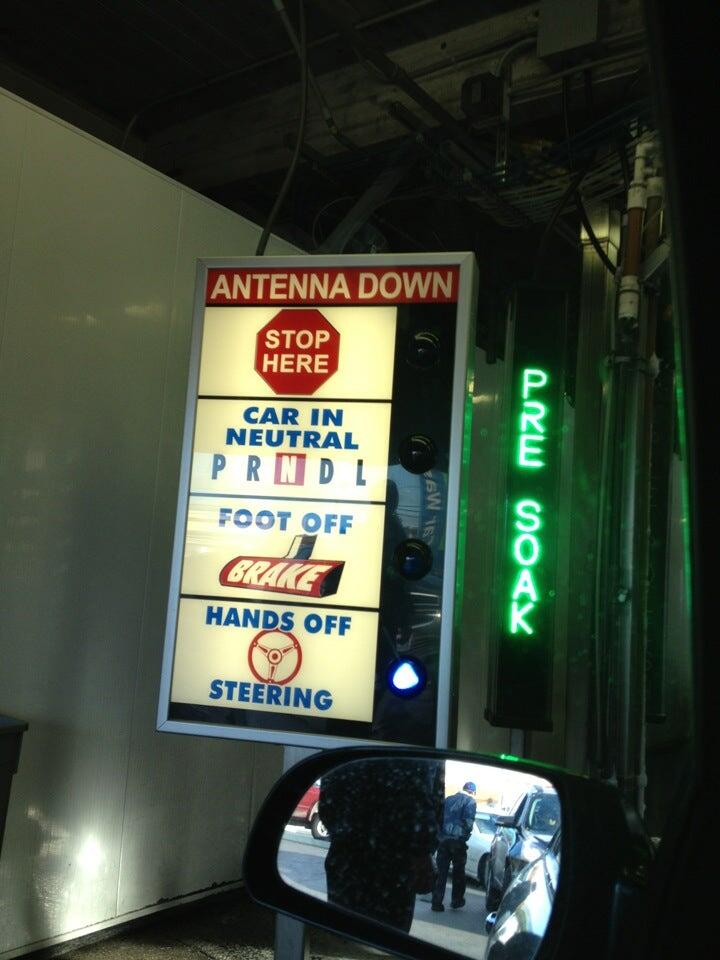 ANTENNA DOWN
STOP
HERE
CAR IN
NEUTRAL
P R N D L
FOOT OFF
BRAKE
HANDS OFF
STEERING
PRE SOAK